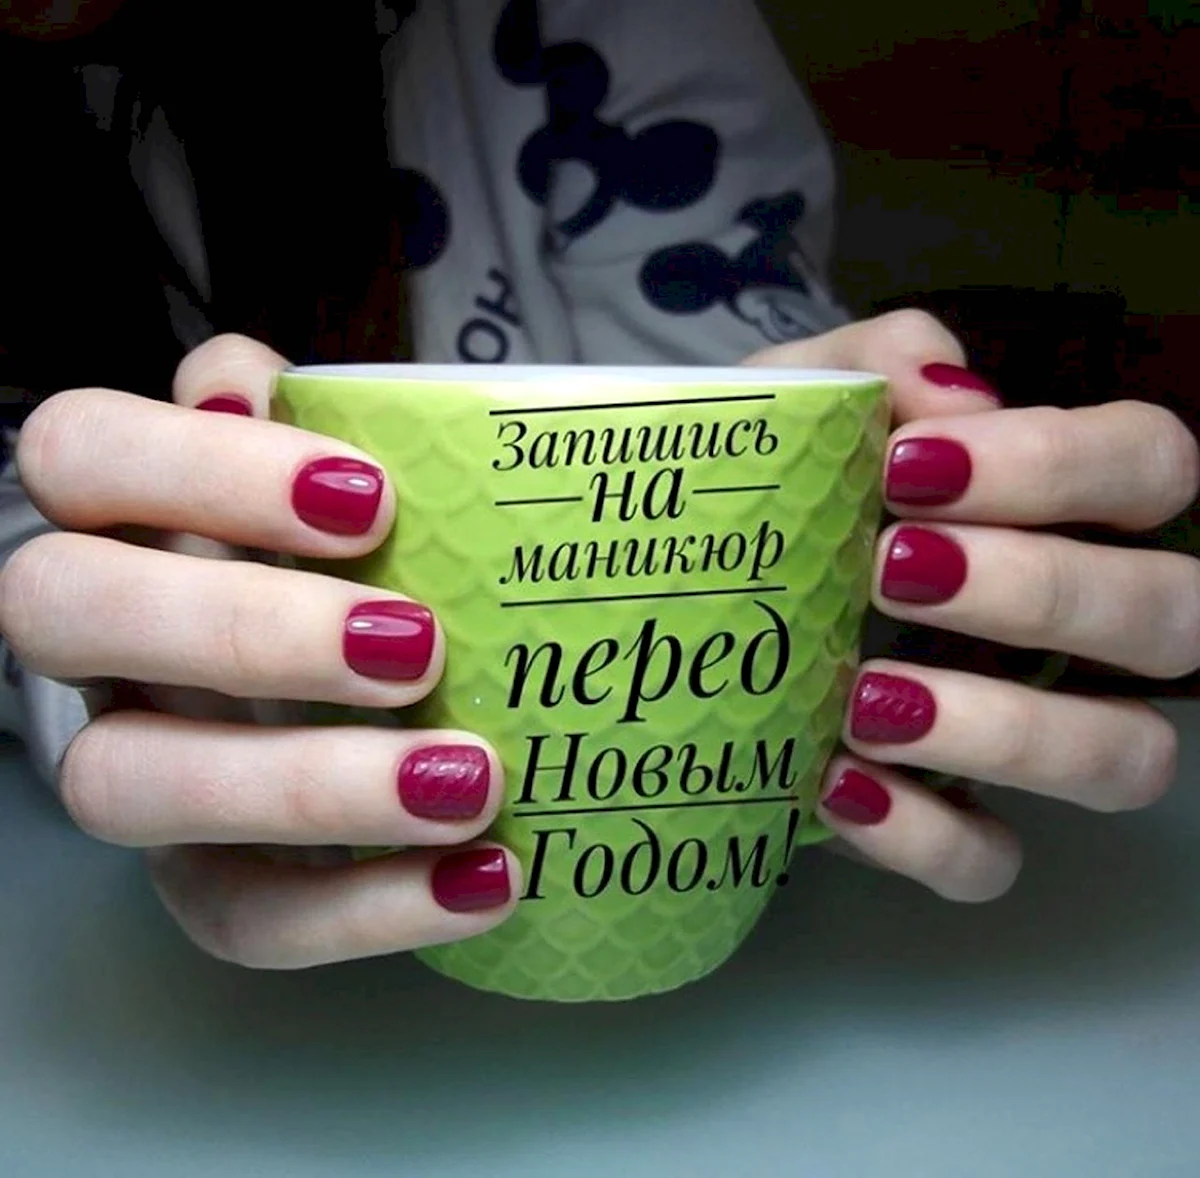 Запишись
на
маникюр
перед
Новым
Годом!